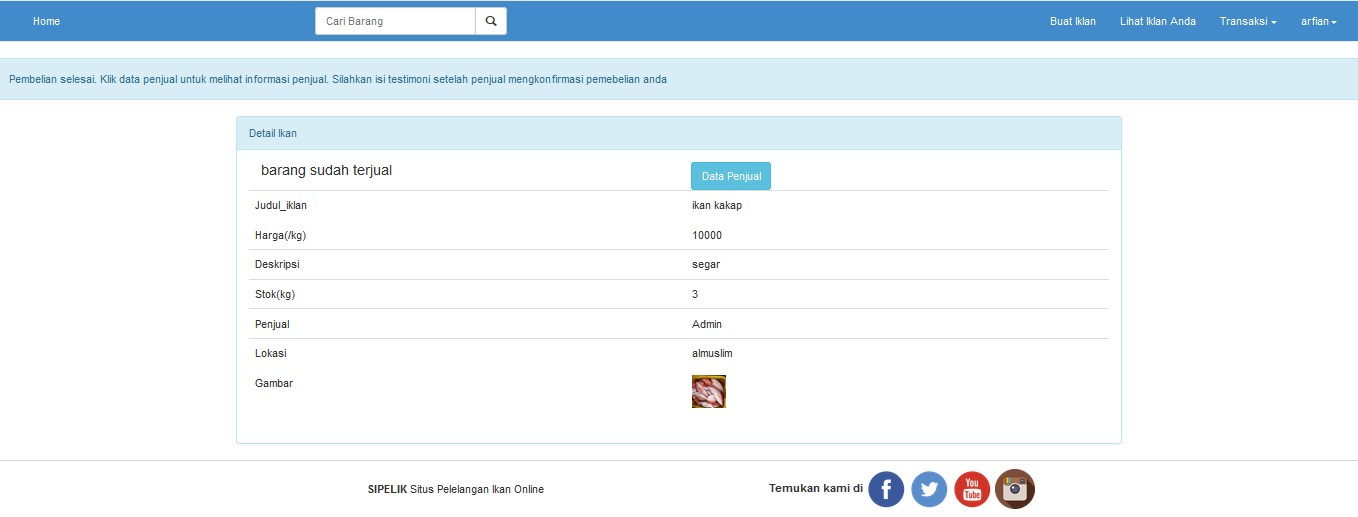 Home Cari Barang Buat Iklan Lihat Iklan Anda Transaksi arfian
Pembelian selesai. Klik data penjual untuk melihat informasi penjual. Silahkan isi testimoni setelah penjual mengkonfirmasi pemebelian anda
Detail Ikan
barang sudah terjual Data Penjual
Judul_iklan ikan kakap
Harga(/kg) 10000
Deskripsi segar
Stok(kg) 3
Penjual Admin
Lokasi almuslim
Gambar
SIPELIK Situs Pelelangan Ikan Online Temukan kami di f You Tube